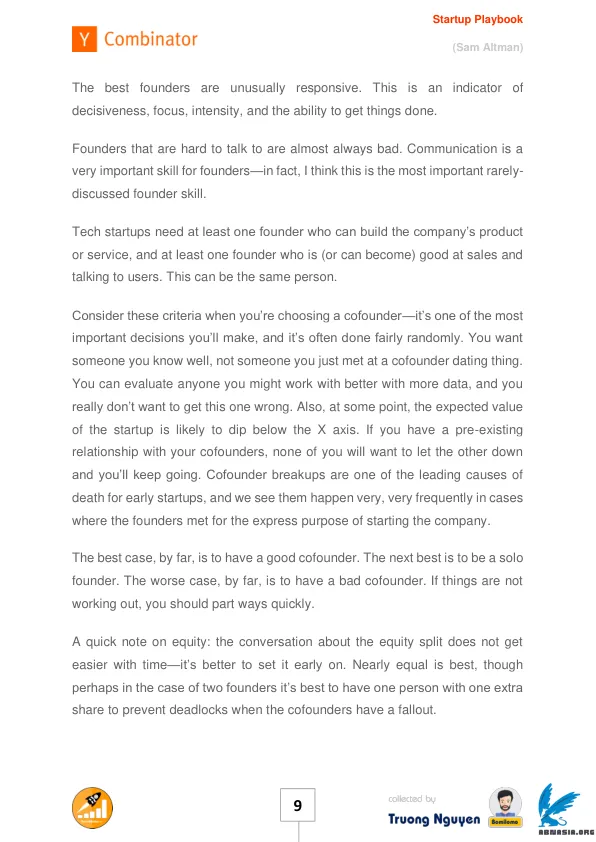 Startup Playbook
Y Combinator
(Sam Altman)
The best founders are unusually responsive. This is an indicator of
decisiveness, focus, intensity, and the ability to get things done.
Founders that are hard to talk to are almost always bad. Communication is a
very important skill for founders—in fact, I think this is the most important rarely-
discussed founder skill.
Tech startups need at least one founder who can build the company’s product
or service, and at least one founder who is (or can become) good at sales and
talking to users. This can be the same person.
Consider these criteria when you’re choosing a cofounder—it’s one of the most
important decisions you’ll make, and it’s often done fairly randomly. You want
someone you know well, not someone you just met at a cofounder dating thing.
You can evaluate anyone you might work with better with more data, and you
really don’t want to get this one wrong. Also, at some point, the expected value
of the startup is likely to dip below the X axis. If you have a pre-existing
relationship with your cofounders, none of you will want to let the other down
and you’ll keep going. Cofounder breakups are one of the leading causes of
death for early startups, and we see them happen very, very frequently in cases
where the founders met for the express purpose of starting the company.
The best case, by far, is to have a good cofounder. The next best is to be a solo
founder. The worse case, by far, is to have a bad cofounder. If things are not
working out, you should part ways quickly.
A quick note on equity: the conversation about the equity split does not get
easier with time—it’s better to set it early on. Nearly equal is best, though
perhaps in the case of two founders it’s best to have one person with one extra
share to prevent deadlocks when the cofounders have a fallout.
9
collected by
Truong Nguyen
Bomliama
ABNASIA.ORG